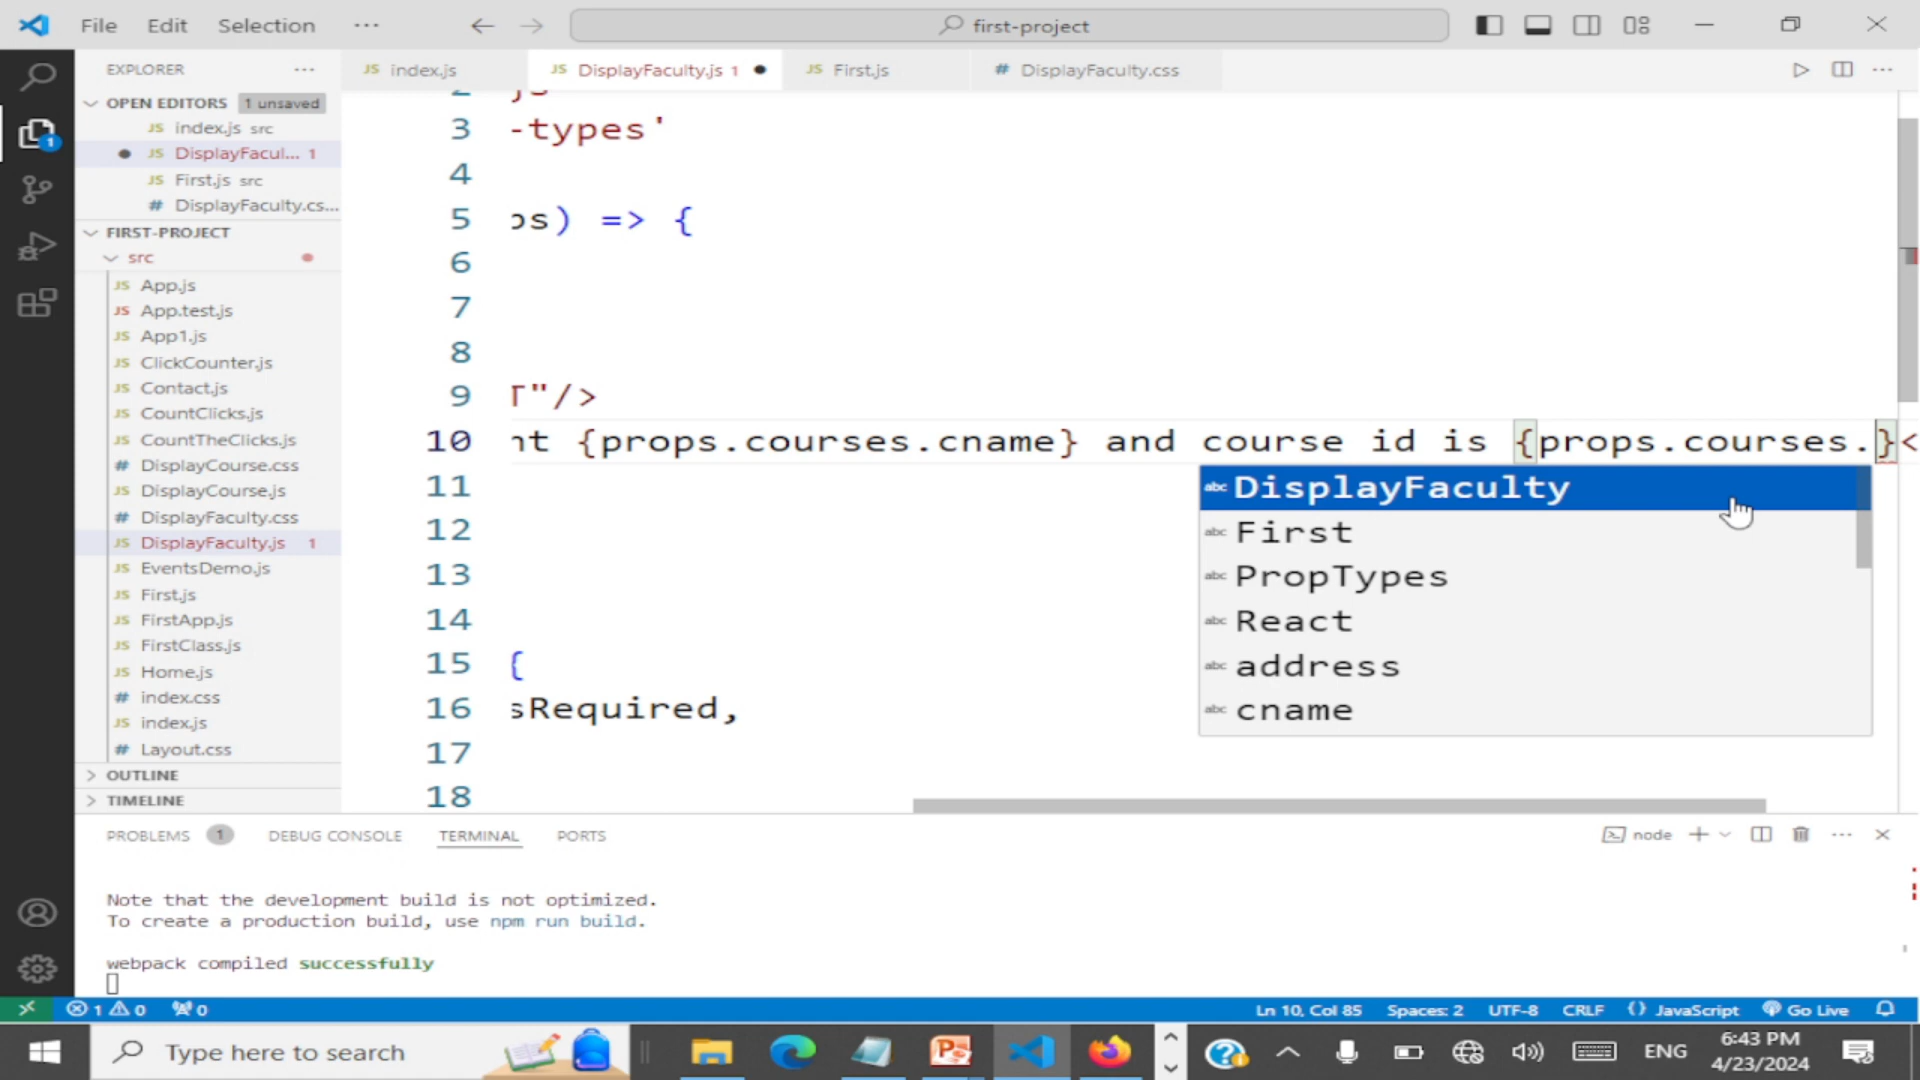 File Edit Selection ··· first-project
EXPLORER ···
JS index.js JS DisplayFaculty.js 1 ● JS First.js # DisplayFaculty.css
OPEN EDITORS 1 unsaved
JS index.js src
● JS DisplayFacul... 1
JS First.js src
# DisplayFaculty.cs...
FIRST-PROJECT
src
JS App.js
JS App.test.js
JS App1.js
JS ClickCounter.js
JS Contact.js
JS CountClicks.js
JS CountTheClicks.js
# DisplayCourse.css
JS DisplayCourse.js
# DisplayFaculty.css
JS DisplayFaculty.js 1
JS EventsDemo.js
JS First.js
JS FirstApp.js
JS FirstClass.js
JS Home.js
# index.css
JS index.js
# Layout.css
OUTLINE
TIMELINE
3 -types'
4
5 ps) => {
6
7
8
9 T"/>
10 nt {props.courses.cname} and course id is {props.courses.}<
11
12
13
14
15 {
16 sRequired,
17
18
abc DisplayFaculty
abc First
abc PropTypes
abc React
abc address
abc cname
PROBLEMS 1 DEBUG CONSOLE TERMINAL PORTS node
Note that the development build is not optimized.
To create a production build, use npm run build.
webpack compiled successfully
1 0 0 Ln 10, Col 85 Spaces: 2 UTF-8 CRLF JavaScript Go Live
Type here to search ENG 6:43 PM
4/23/2024